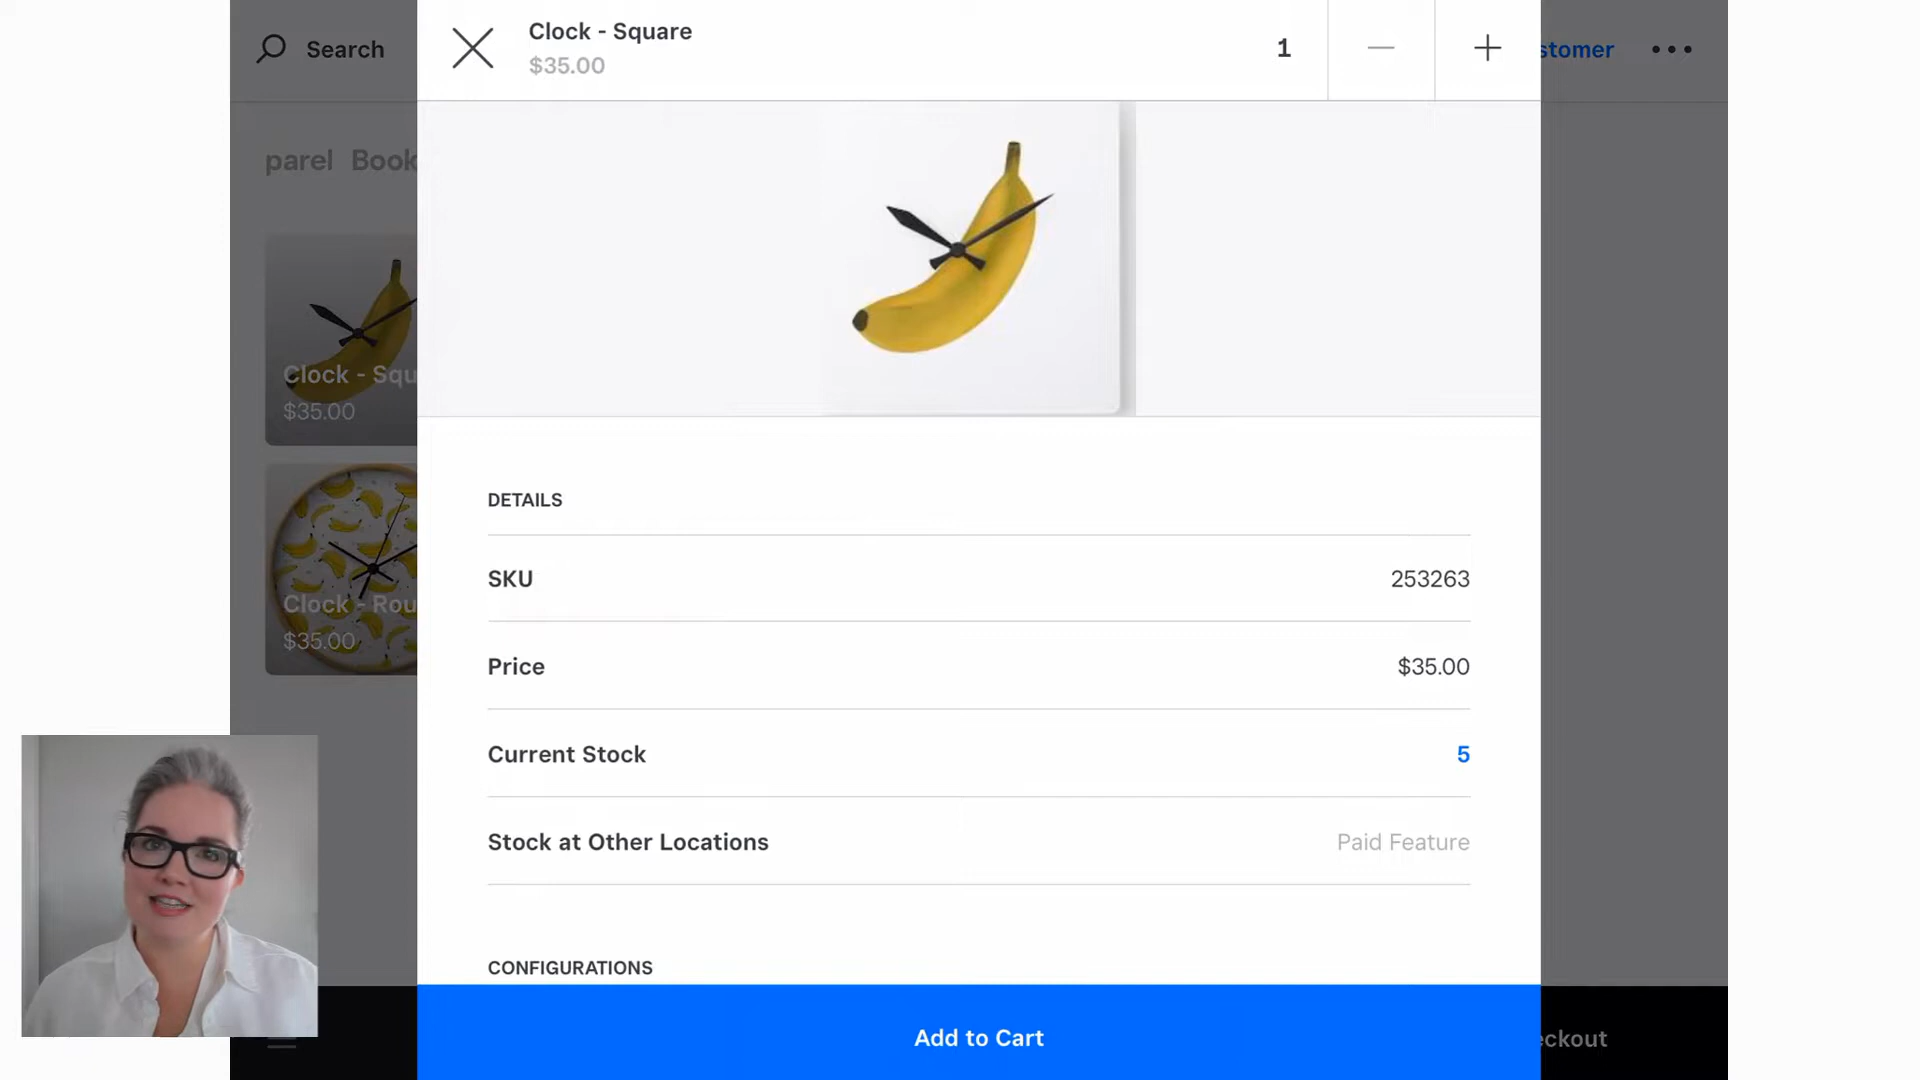 Search
Clock - Square
$35.00
1
stomer
parel Book
Clock - Squ
$35.00
Clock - Rou
$35.00
DETAILS
SKU 253263
Price $35.00
Current Stock 5
Stock at Other Locations Paid Feature
CONFIGURATIONS
Add to Cart
eckout